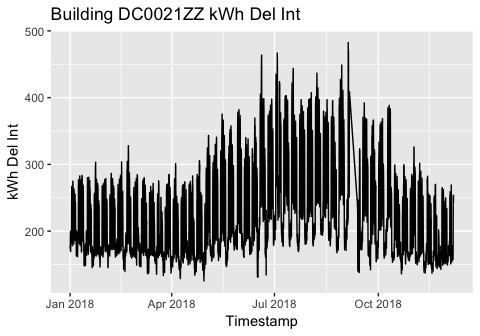 Building DC0021ZZ kWh Del Int
kWh Del Int
500
400
300
200
Jan 2018
Apr 2018
Jul 2018
Oct 2018
Timestamp